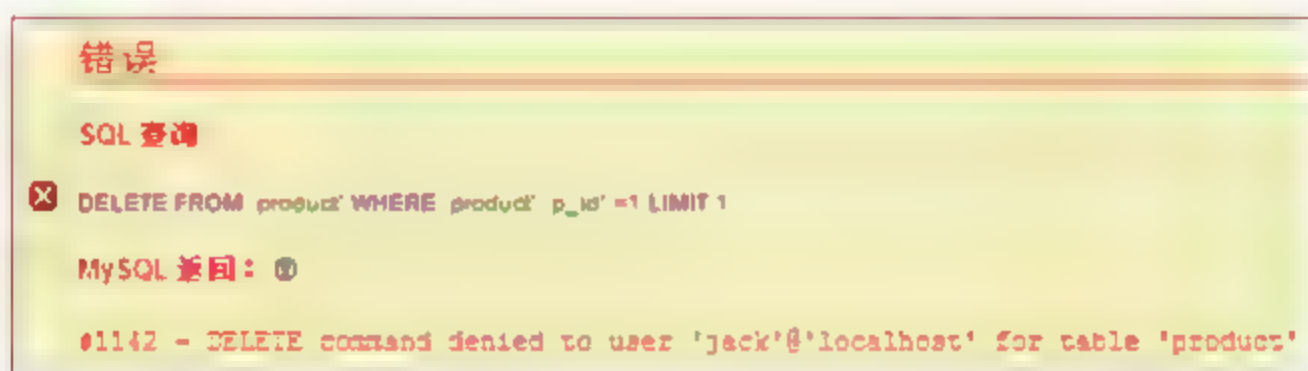 错误
SQL 查询
DELETE FROM `product` WHERE `product`.`p_id` =1 LIMIT 1
MySQL 返回：
#1142 - DELETE command denied to user 'jack'@'localhost' for table 'product'